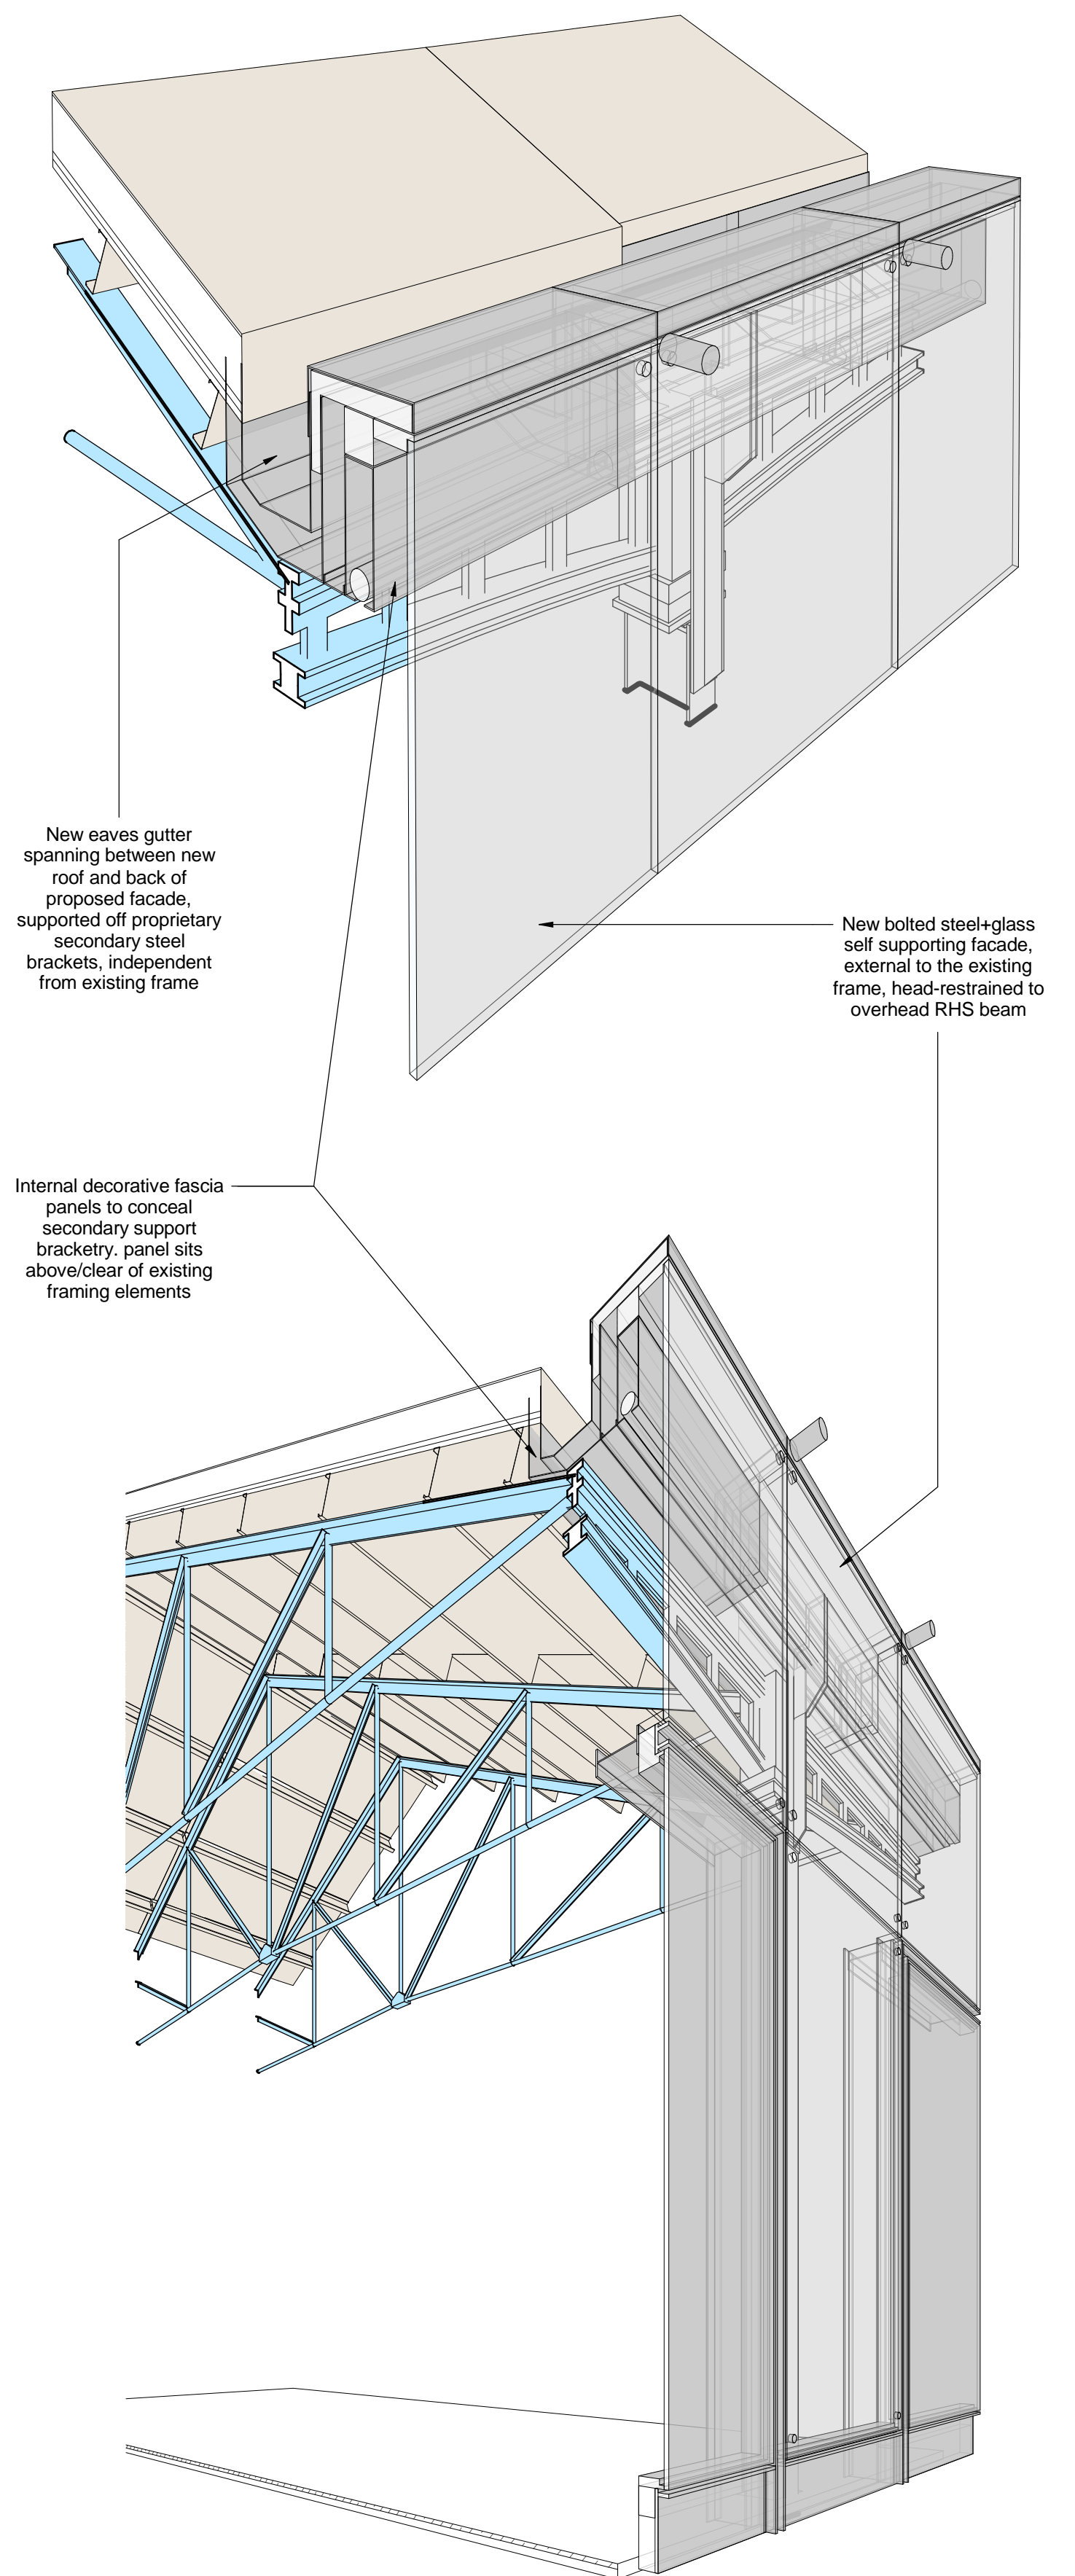 New eaves gutter
spanning between new
roof and back of
proposed facade,
supported off proprietary
secondary steel
brackets, independent
from existing frame
New bolted steel+glass
self supporting facade,
external to the existing
frame, head-restrained to
overhead RHS beam
Internal decorative fascia
panels to conceal
secondary support
bracketry. panel sits
above/clear of existing
framing elements